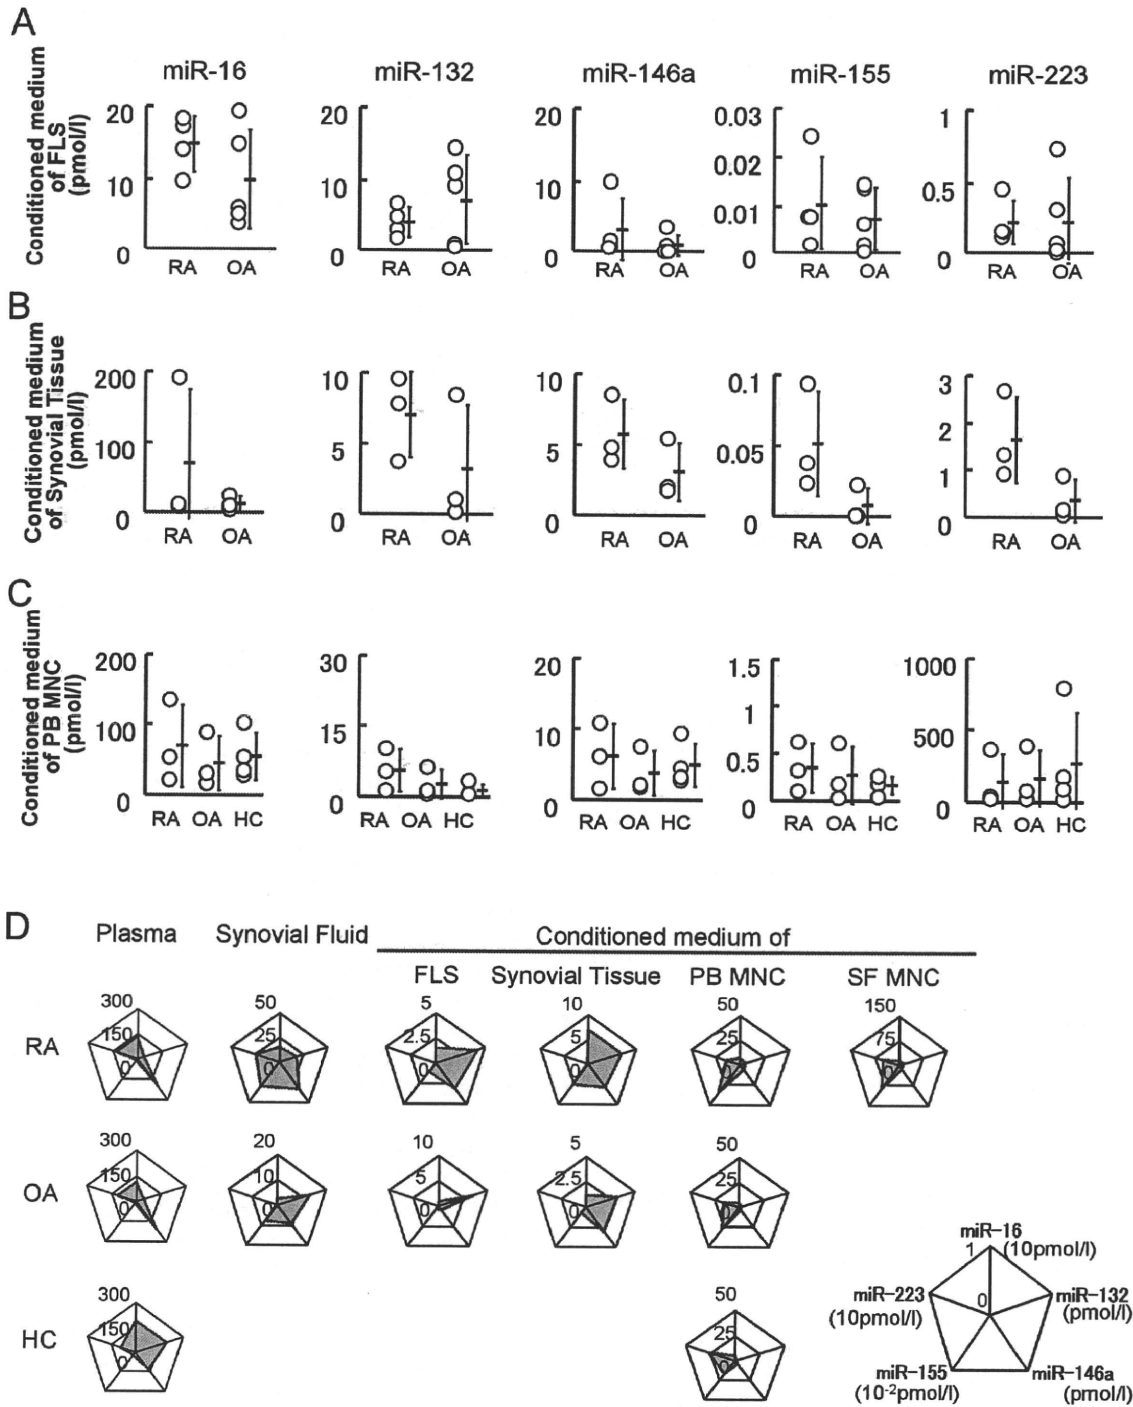 A
miR-16 miR-132 miR-146a miR-155 miR-223
Conditioned medium
of FLS
(pmol/l)
20 20 20 0.03 1
0.02
10 10 10 0.5
0.01
0 0 0 0 0
RA OA RA OA RA OA RA OA RA OA
B
Conditioned medium
of Synovial Tissue
(pmol/l)
200 10 10 0.1 3
2
100 5 5 0.05
1
0 0 0 0 0
RA OA RA OA RA OA RA OA RA OA
C
Conditioned medium
of PB MNC
(pmol/l)
200 30 20 1.5 1000
1
100 15 10 500
0.5
0 0 0 0 0
RA OA HC RA OA HC RA OA HC RA OA HC RA OA HC
D
Plasma Synovial Fluid Conditioned medium of
FLS Synovial Tissue PB MNC SF MNC
300 50 5 10 50 150
RA 150 25 2.5 5 25 75
0 0 0 0 0 0
300 20 10 5 50
OA 150 10 5 2.5 25
0 0 0 0 0
300 50
HC 150 25
0 0
miR-16
1 (10pmol/l)
0
miR-223 miR-132
(10pmol/l) (pmol/l)
miR-155 miR-146a
(10⁻²pmol/l) (pmol/l)